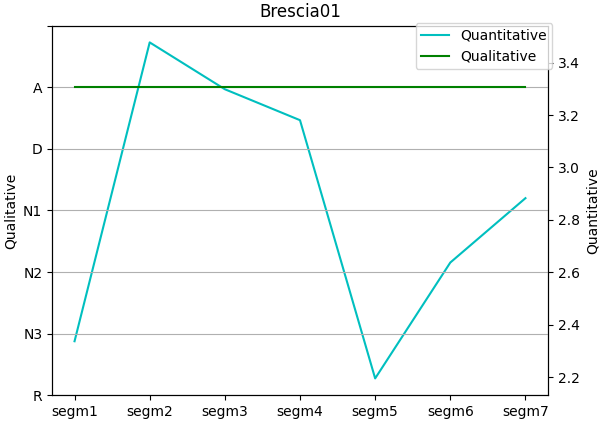 Brescia01
Quantitative
Qualitative
A
D
N1
N2
N3
R
Qualitative
3.4
3.2
3.0
2.8
2.6
2.4
2.2
Quantitative
segm1 segm2 segm3 segm4 segm5 segm6 segm7